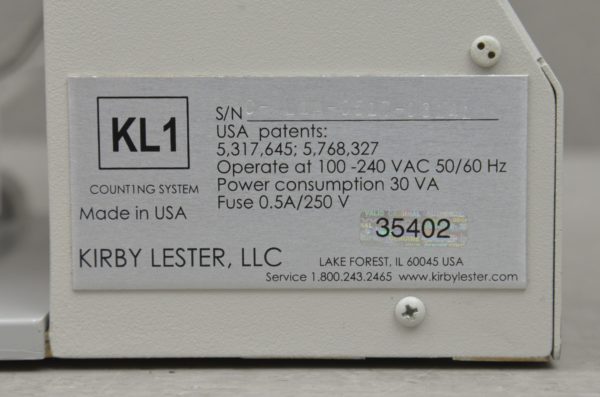 KL1
COUNT1NG SYSTEM
Made in USA
S/N
USA patents:
5,317,645; 5,768,327
Operate at 100 -240 VAC 50/60 Hz
Power consumption 30 VA
Fuse 0.5A/250 V
35402
KIRBY LESTER, LLC
LAKE FOREST, IL 60045 USA
Service 1.800.243.2465 www.kirbylester.com